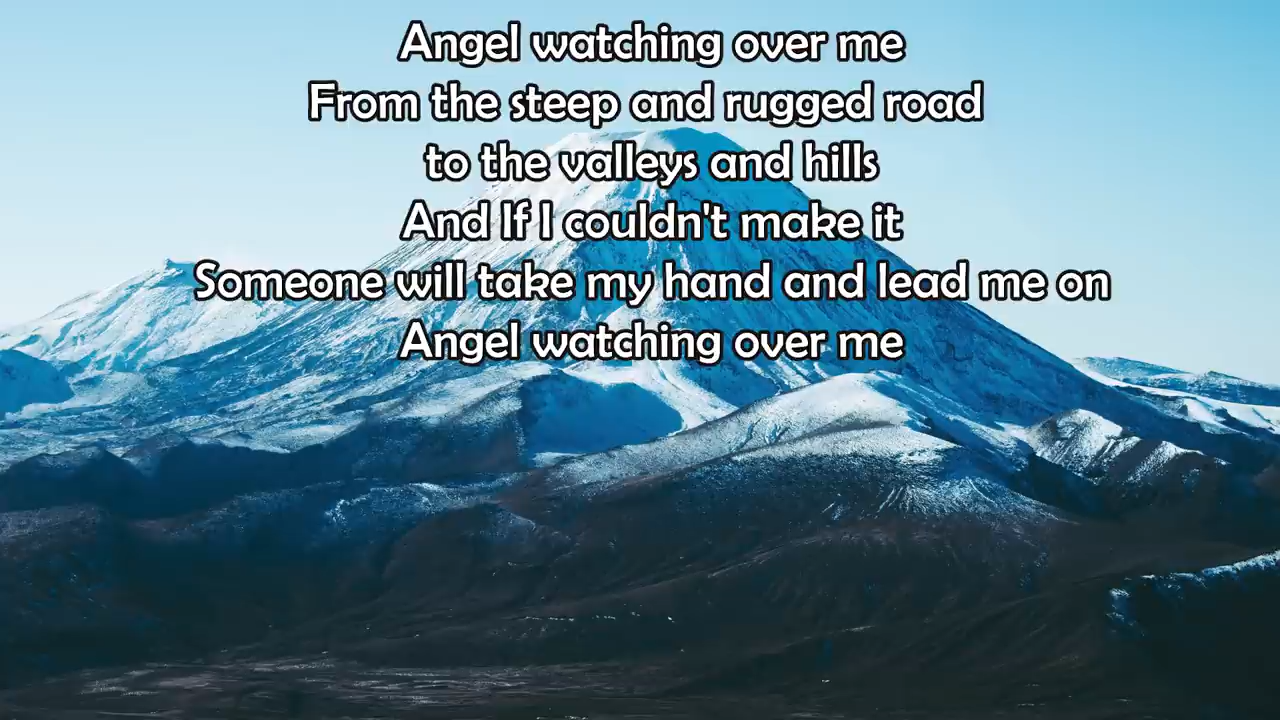 Angel watching over me
From the steep and rugged road
to the valleys and hills
And If I couldn't make it
Someone will take my hand and lead me on
Angel watching over me